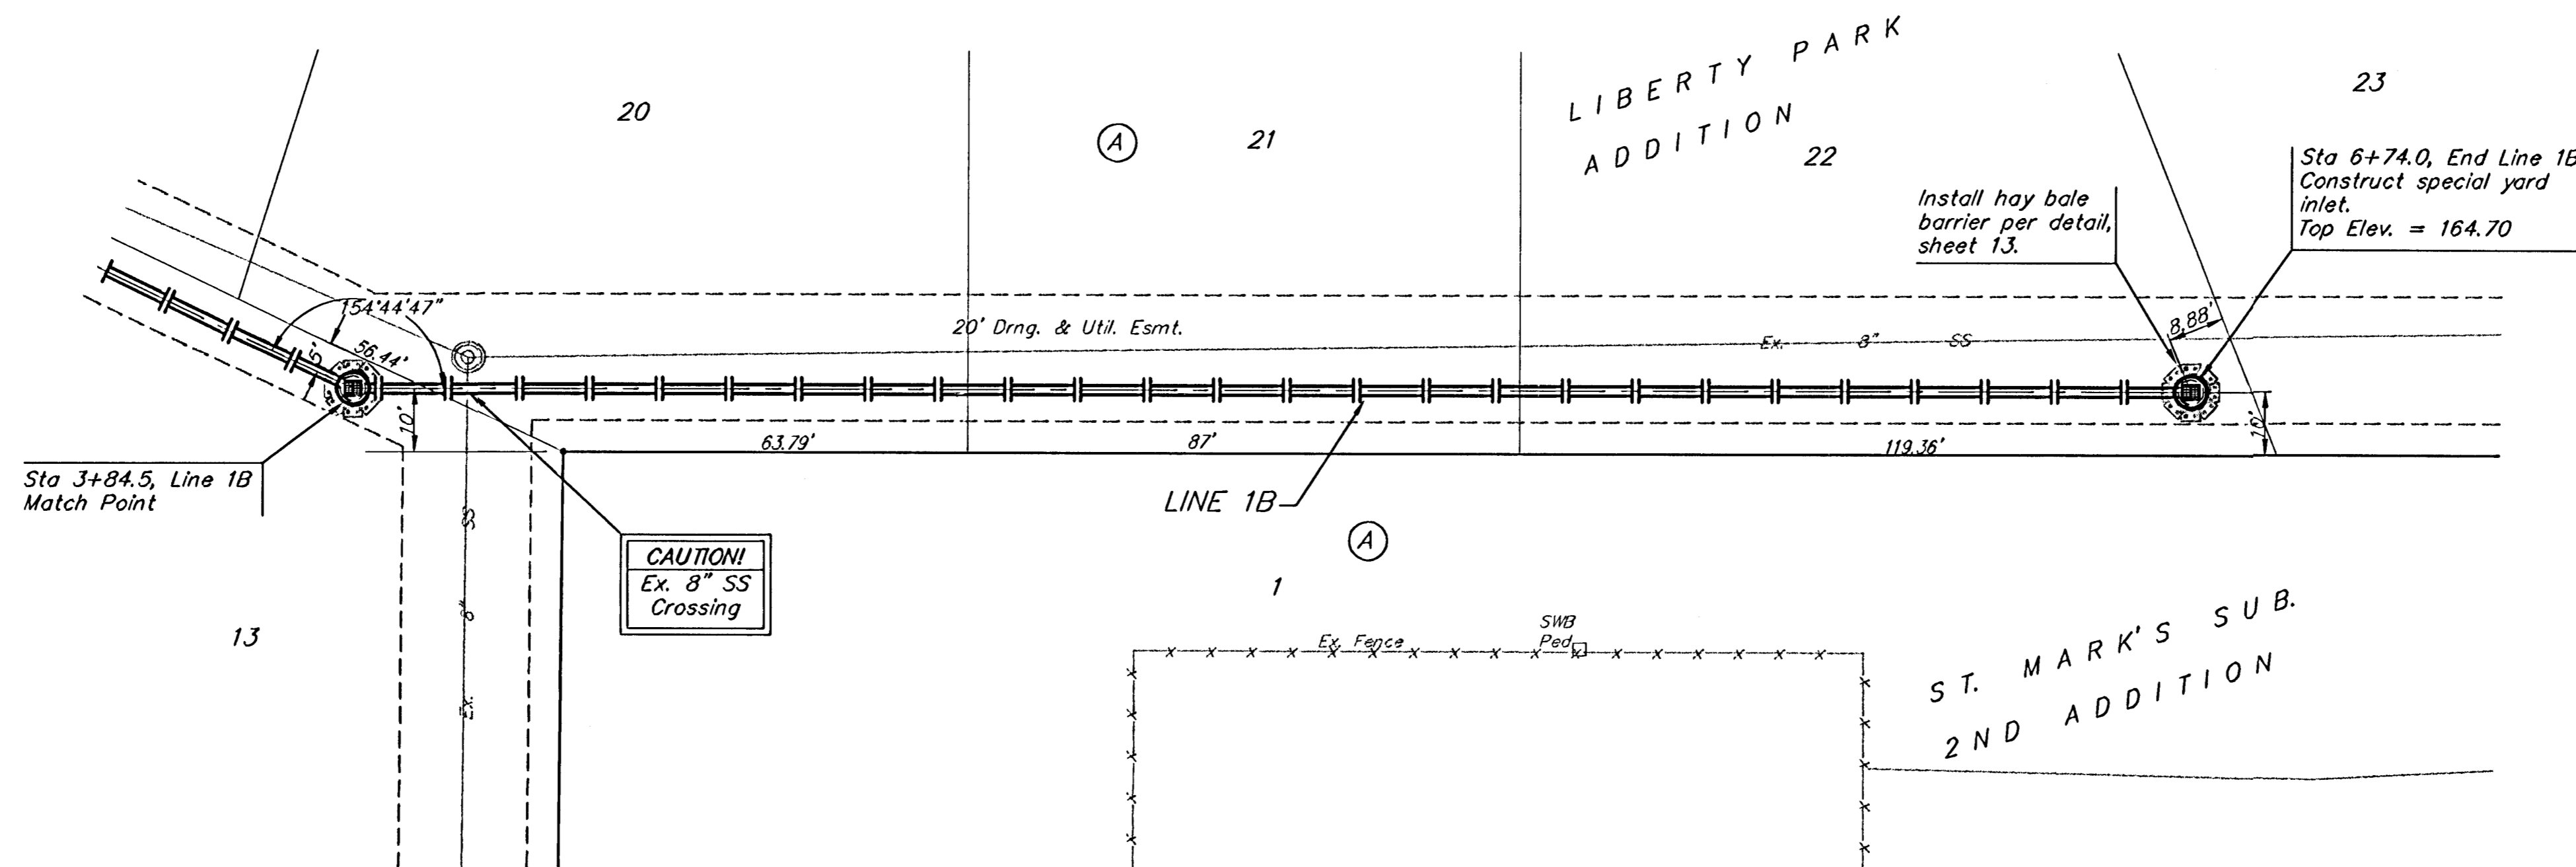 LIBERTY PARK
ADDITION
20
A
21
22
23
Sta 6+74.0, End Line 1B
Construct special yard
inlet.
Top Elev. = 164.70
Install hay bale
barrier per detail,
sheet 13.
154°44'47"
56.44'
5'
10'
20' Drng. & Util. Esmt.
Ex. 8" SS
8.88'
10'
63.79'
87'
119.36'
Sta 3+84.5, Line 1B
Match Point
LINE 1B
CAUTION!
Ex. 8" SS
Crossing
Ex. 8" SS
A
1
13
SWB
Ped
Ex. Fence
ST. MARK'S SUB.
2ND ADDITION